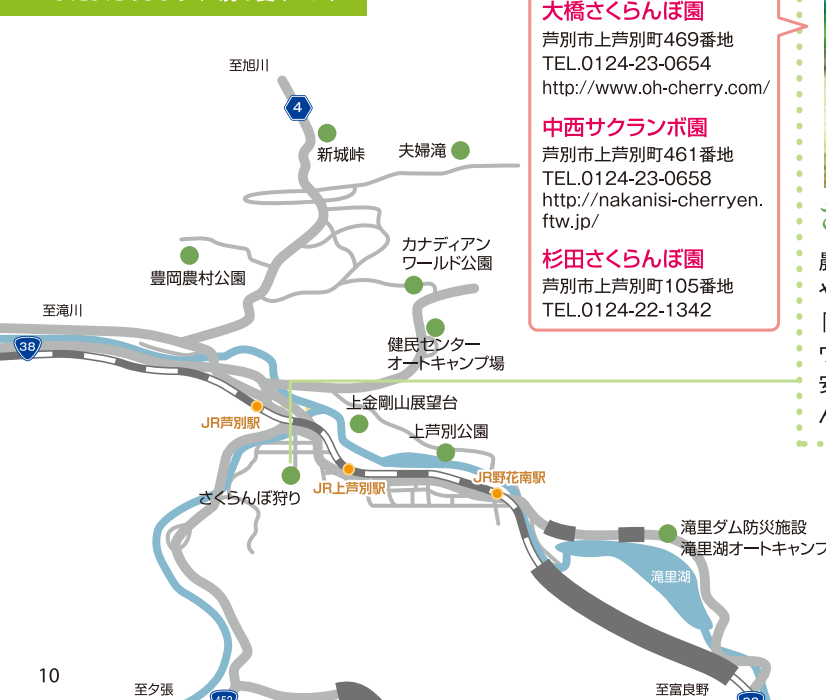 大橋さくらんぼ園
芦別市上芦別町469番地
TEL.0124-23-0654
http://www.oh-cherry.com/
中西サクランボ園
芦別市上芦別町461番地
TEL.0124-23-0658
http://nakanisi-cherryen.
ftw.jp/
杉田さくらんぼ園
芦別市上芦別町105番地
TEL.0124-22-1342
至旭川
4
新城峠
夫婦滝
カナディアン
ワールド公園
豊岡農村公園
至滝川
38
健民センター
オートキャンプ場
上金剛山展望台
JR芦別駅
上芦別公園
さくらんぼ狩り
JR上芦別駅
JR野花南駅
滝里ダム防災施設
滝里湖オートキャンプ
滝里湖
10
至夕張
452
至富良野
38